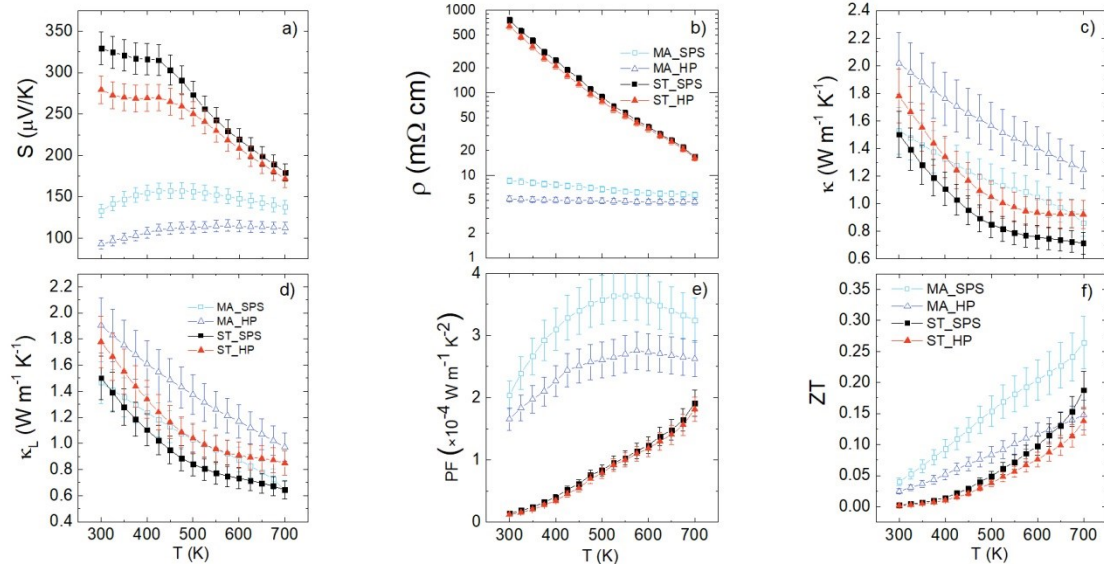 350
300
250
200
150
100
S (μV/K)
a)
1000
500
100
50
10
5
1
ρ (mΩ cm)
b)
MA_SPS
MA_HP
ST_SPS
ST_HP
2.4
2.2
2.0
1.8
1.6
1.4
1.2
1.0
0.8
0.6
κ (W m⁻¹ K⁻¹)
c)
2.2
2.0
1.8
1.6
1.4
1.2
1.0
0.8
0.6
0.4
κL (W m⁻¹ K⁻¹)
d)
MA_SPS
MA_HP
ST_SPS
ST_HP
300 400 500 600 700
T (K)
4
3
2
1
0
PF (×10⁻⁴ W m⁻¹ K⁻²)
e)
300 400 500 600 700
T (K)
0.35
0.30
0.25
0.20
0.15
0.10
0.05
0.00
ZT
f)
MA_SPS
MA_HP
ST_SPS
ST_HP
300 400 500 600 700
T (K)